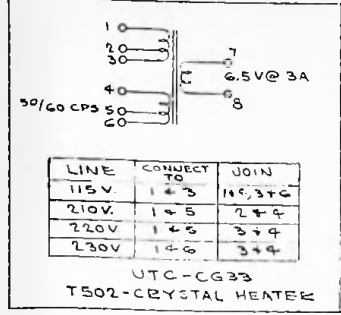 1
2
3
4
50/60 CPS 5
6
7
6.5V@ 3A
8
LINE CONNECT TO JOIN
115 V. 1 & 3 3 & 6
210V. 1 & 5 2 & 4
220V 1 & 5 3 & 4
230V 1 & 6 3 & 4
UTC-CG33
T502-CRYSTAL HEATER